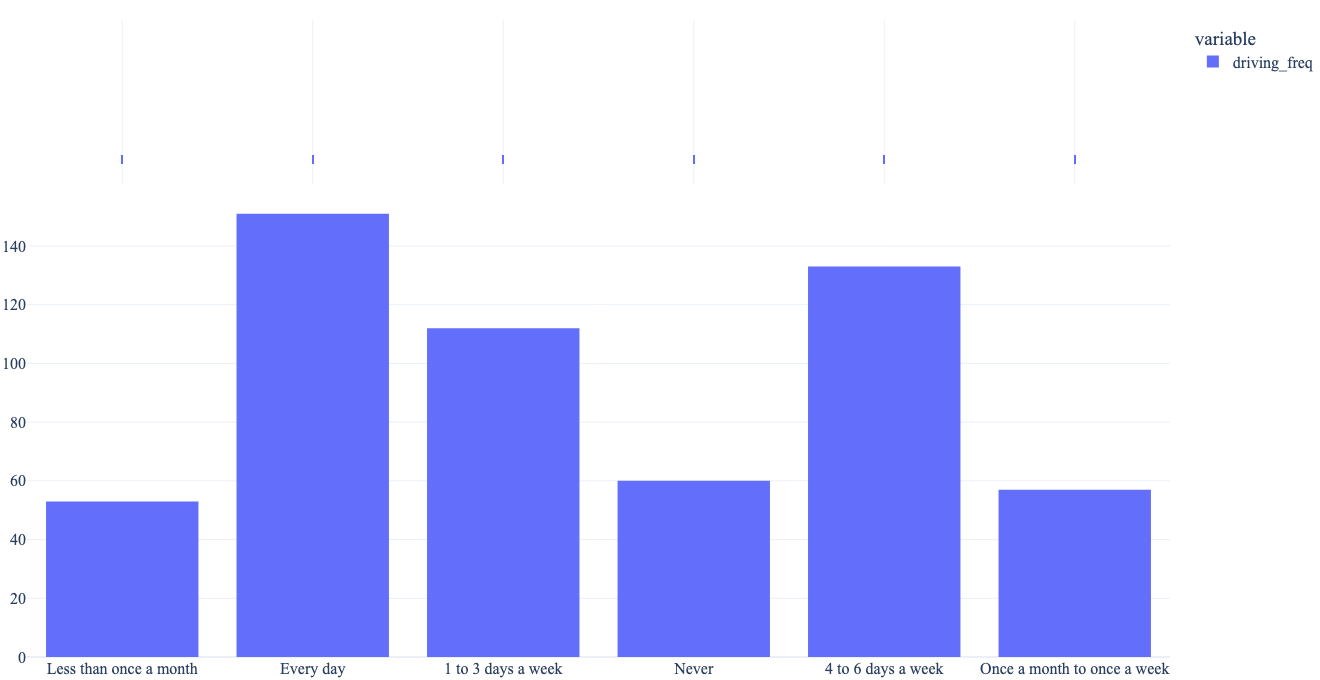 variable
driving_freq
140
120
100
80
60
40
20
0
Less than once a month
Every day
1 to 3 days a week
Never
4 to 6 days a week
Once a month to once a week